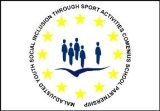 MALADJUSTED YOUTH SOCIAL INCLUSION THROUGH SPORT ACTIVITIES COMENIUS SCHOOL PARTNERSHIP